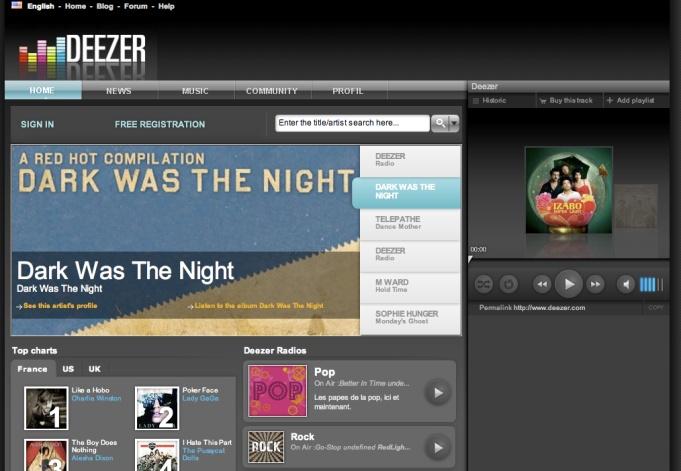 English - Home - Blog - Forum - Help
DEEZER
HOME NEWS MUSIC COMMUNITY PROFIL
Deezer
Historic Buy this track Add playlist
SIGN IN FREE REGISTRATION
Enter the title/artist search here...
A RED HOT COMPILATION
DARK WAS THE NIGHT
Dark Was The Night
Dark Was The Night
See this artist's profile
Listen to the album Dark Was The Night
DEEZER
Radio
DARK WAS THE
NIGHT
TELEPATHE
Dance Mother
DEEZER
Radio
M WARD
Hold Time
SOPHIE HUNGER
Monday's Ghost
IZABO
SUPER LIGHT
00:00
Permalink http://www.deezer.com COPY
Top charts
France US UK
1
Like a Hobo
Charlie Winston
2
Poker Face
Lady GaGa
3
The Boy Does
Nothing
Alesha Dixon
4
I Hate This Part
The Pussycat
Dolls
Deezer Radios
POP
Pop
On Air :Better In Time unde...
Les papes de la pop, ici et
maintenant.
ROCK
Rock
On Air :Go-Stop undefined RedLigh...